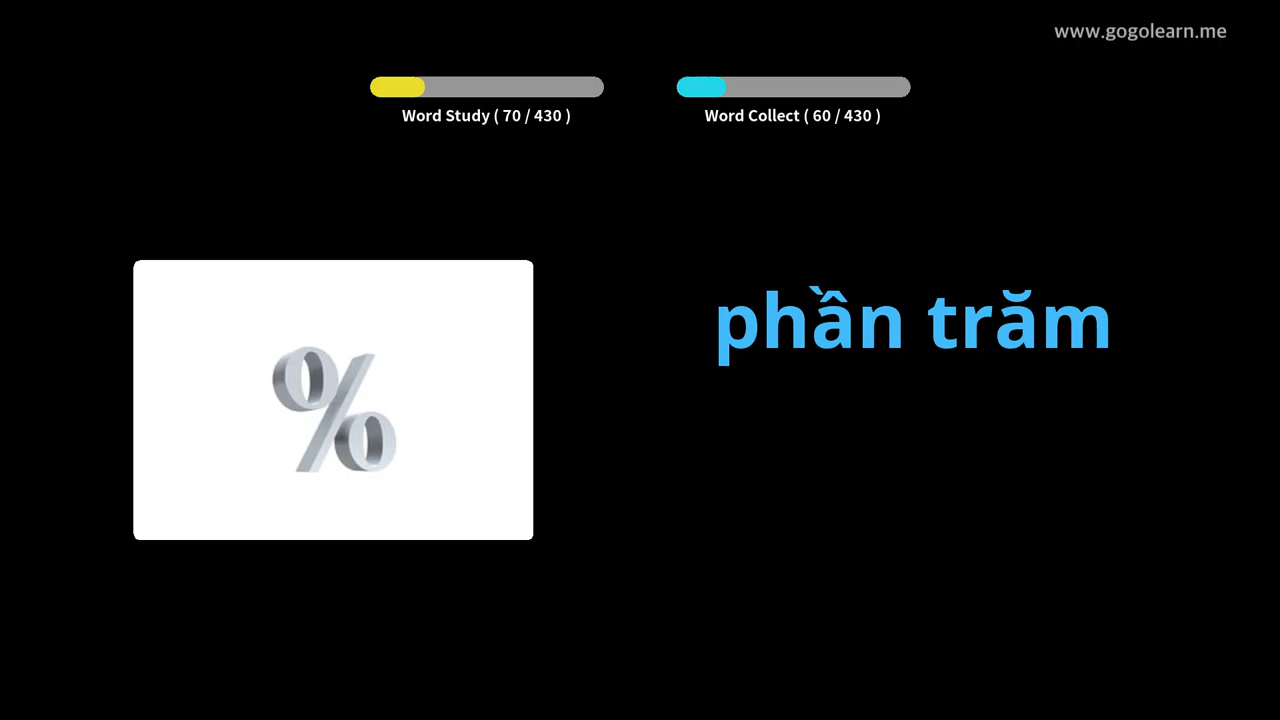 www.gogolearn.me
Word Study ( 70 / 430 )
Word Collect ( 60 / 430 )
%
phần trăm